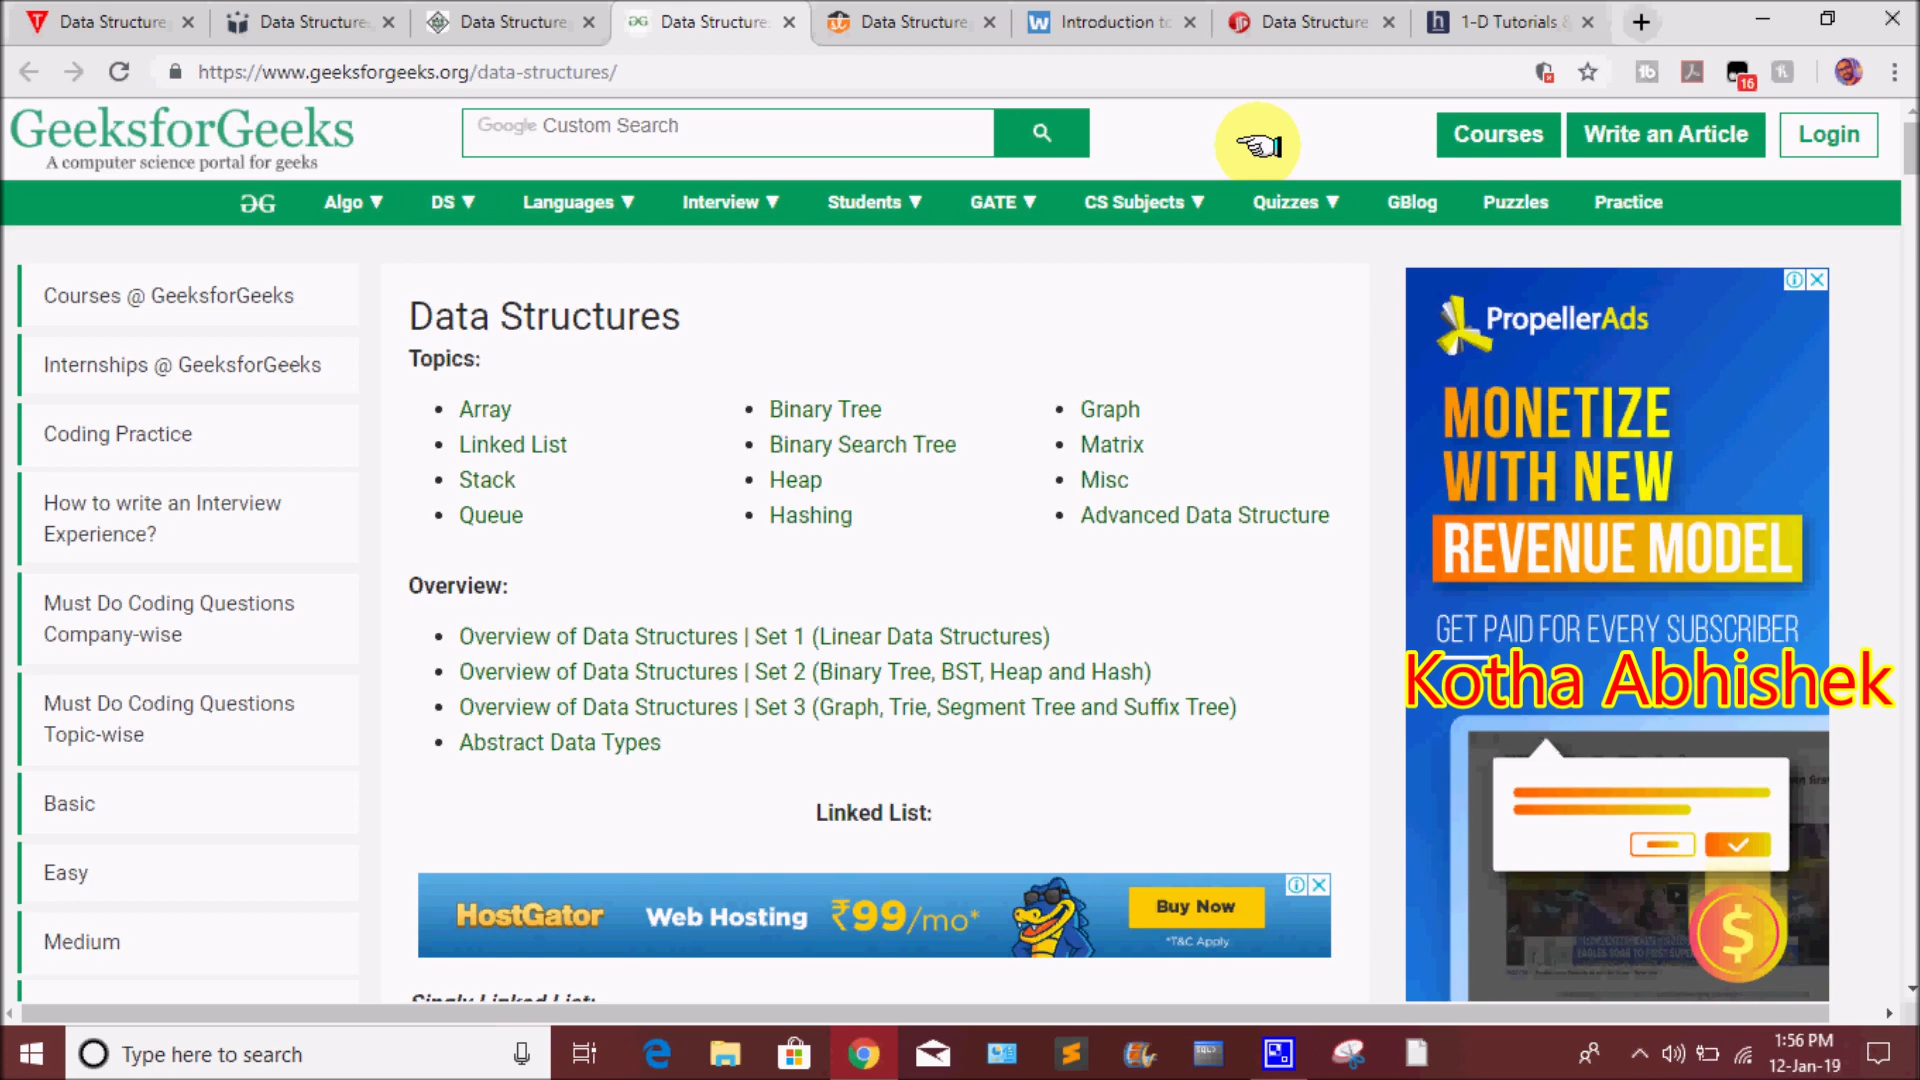 Data Structure
Data Structure
Data Structure
Data Structure
Data Structure
Introduction to
Data Structure
1-D Tutorials &
https://www.geeksforgeeks.org/data-structures/
16
GeeksforGeeks
A computer science portal for geeks
Google Custom Search
Courses
Write an Article
Login
Algo ▼
DS ▼
Languages ▼
Interview ▼
Students ▼
GATE ▼
CS Subjects ▼
Quizzes ▼
GBlog
Puzzles
Practice
Courses @ GeeksforGeeks
Internships @ GeeksforGeeks
Coding Practice
How to write an Interview
Experience?
Must Do Coding Questions
Company-wise
Must Do Coding Questions
Topic-wise
Basic
Easy
Medium
Data Structures
Topics:
Array
Linked List
Stack
Queue
Binary Tree
Binary Search Tree
Heap
Hashing
Graph
Matrix
Misc
Advanced Data Structure
Overview:
Overview of Data Structures | Set 1 (Linear Data Structures)
Overview of Data Structures | Set 2 (Binary Tree, BST, Heap and Hash)
Overview of Data Structures | Set 3 (Graph, Trie, Segment Tree and Suffix Tree)
Abstract Data Types
Linked List:
HostGator
Web Hosting
₹99/mo*
Buy Now
*T&C Apply
Singly Linked List:
PropellerAds
MONETIZE
WITH NEW
REVENUE MODEL
GET PAID FOR EVERY SUBSCRIBER
Kotha Abhishek
$
Type here to search
1:56 PM
12-Jan-19